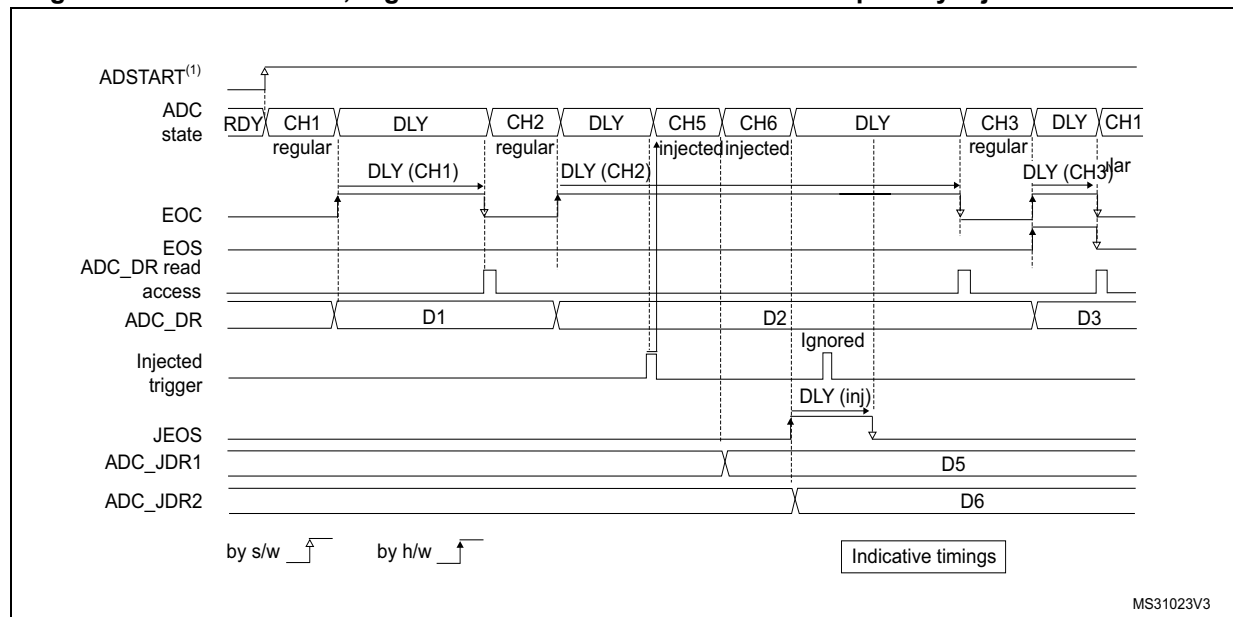 ADSTART(1)
ADC state
RDY CH1 DLY CH2 DLY CH5 CH6 DLY CH3 DLY CH1
regular regular injected injected regular lar
DLY (CH1) DLY (CH2) DLY (CH3)
EOC
EOS
ADC_DR read access
ADC_DR D1 D2 D3
Ignored
Injected trigger
DLY (inj)
JEOS
ADC_JDR1 D5
ADC_JDR2 D6
by s/w by h/w Indicative timings
MS31023V3